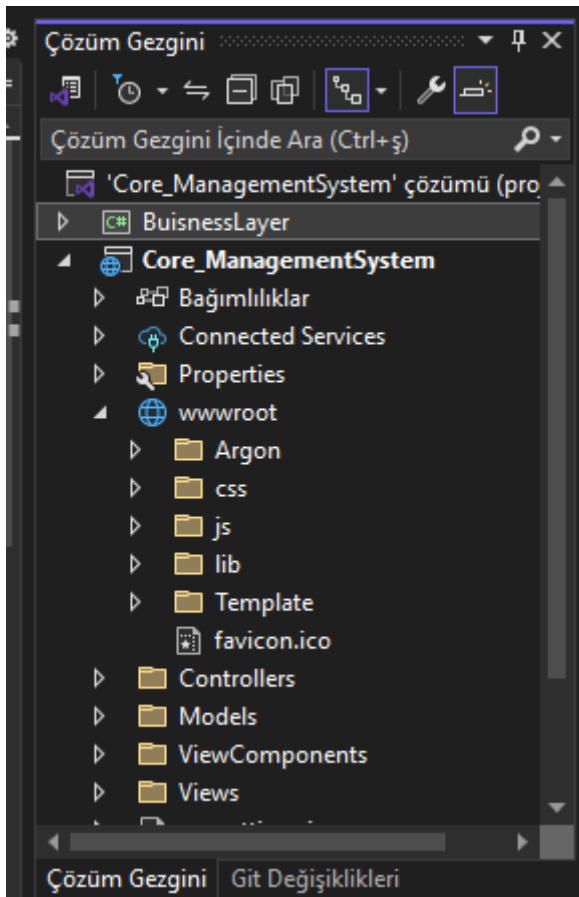 Çözüm Gezgini
Çözüm Gezgini İçinde Ara (Ctrl+ş)
'Core_ManagementSystem' çözümü (proj
C# BuisnessLayer
Core_ManagementSystem
Bağımlılıklar
Connected Services
Properties
wwwroot
Argon
css
js
lib
Template
favicon.ico
Controllers
Models
ViewComponents
Views
Çözüm Gezgini Git Değişiklikleri